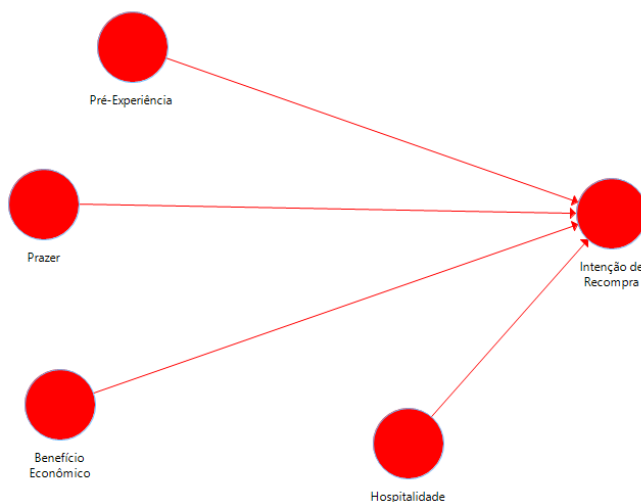 Pré-Experiência
Prazer
Intenção de
Recompra
Benefício
Econômico
Hospitalidade